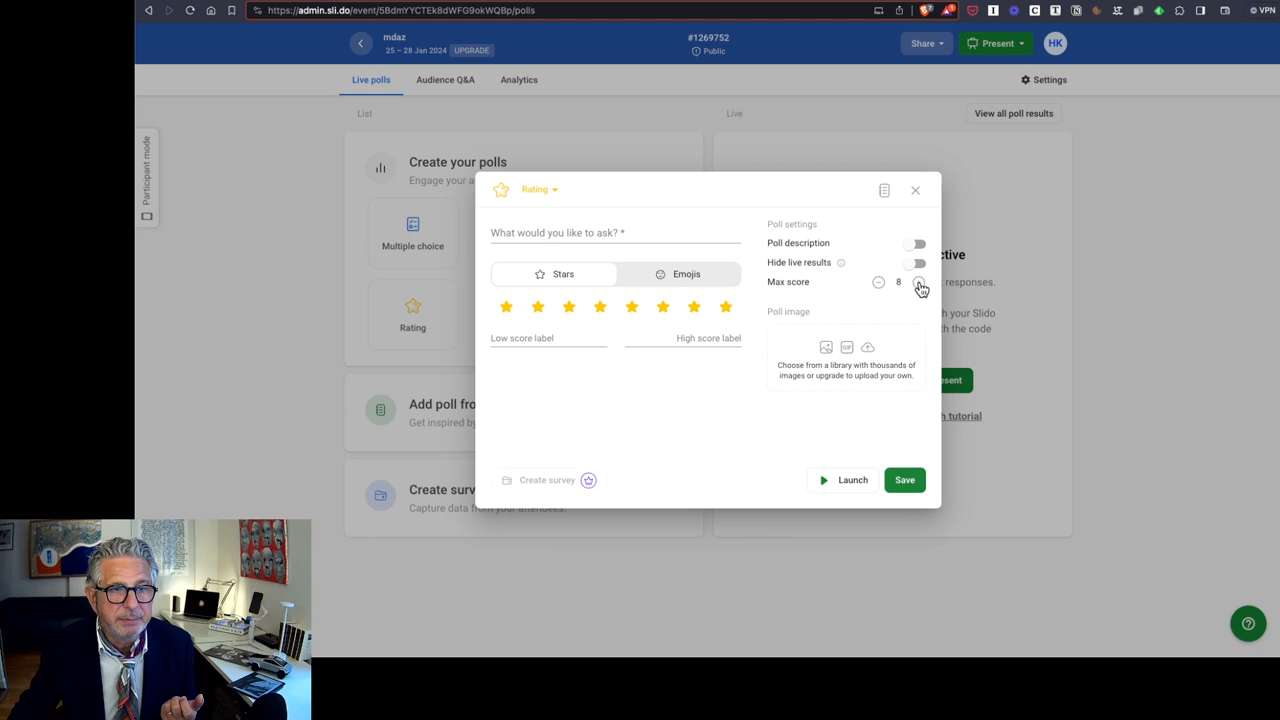 https://admin.sli.do/event/5BdmYYCTEk8dWFG9okWQBp/polls
VPN
mdaz
25 – 28 Jan 2024 UPGRADE
#1269752
Public
Share
Present
HK
Live polls
Audience Q&A
Analytics
Settings
List
Live
View all poll results
Participant mode
Create your polls
Engage your a
Multiple choice
Rating
Add poll fro
Get inspired by
Create surv
Capture data from your attendees.
Rating
What would you like to ask? *
Stars
Emojis
Low score label
High score label
Poll settings
Poll description
Hide live results
Max score
8
Poll image
GIF
Choose from a library with thousands of
images or upgrade to upload your own.
Create survey
Launch
Save
ctive
t responses.
h your Slido
th the code
esent
h tutorial